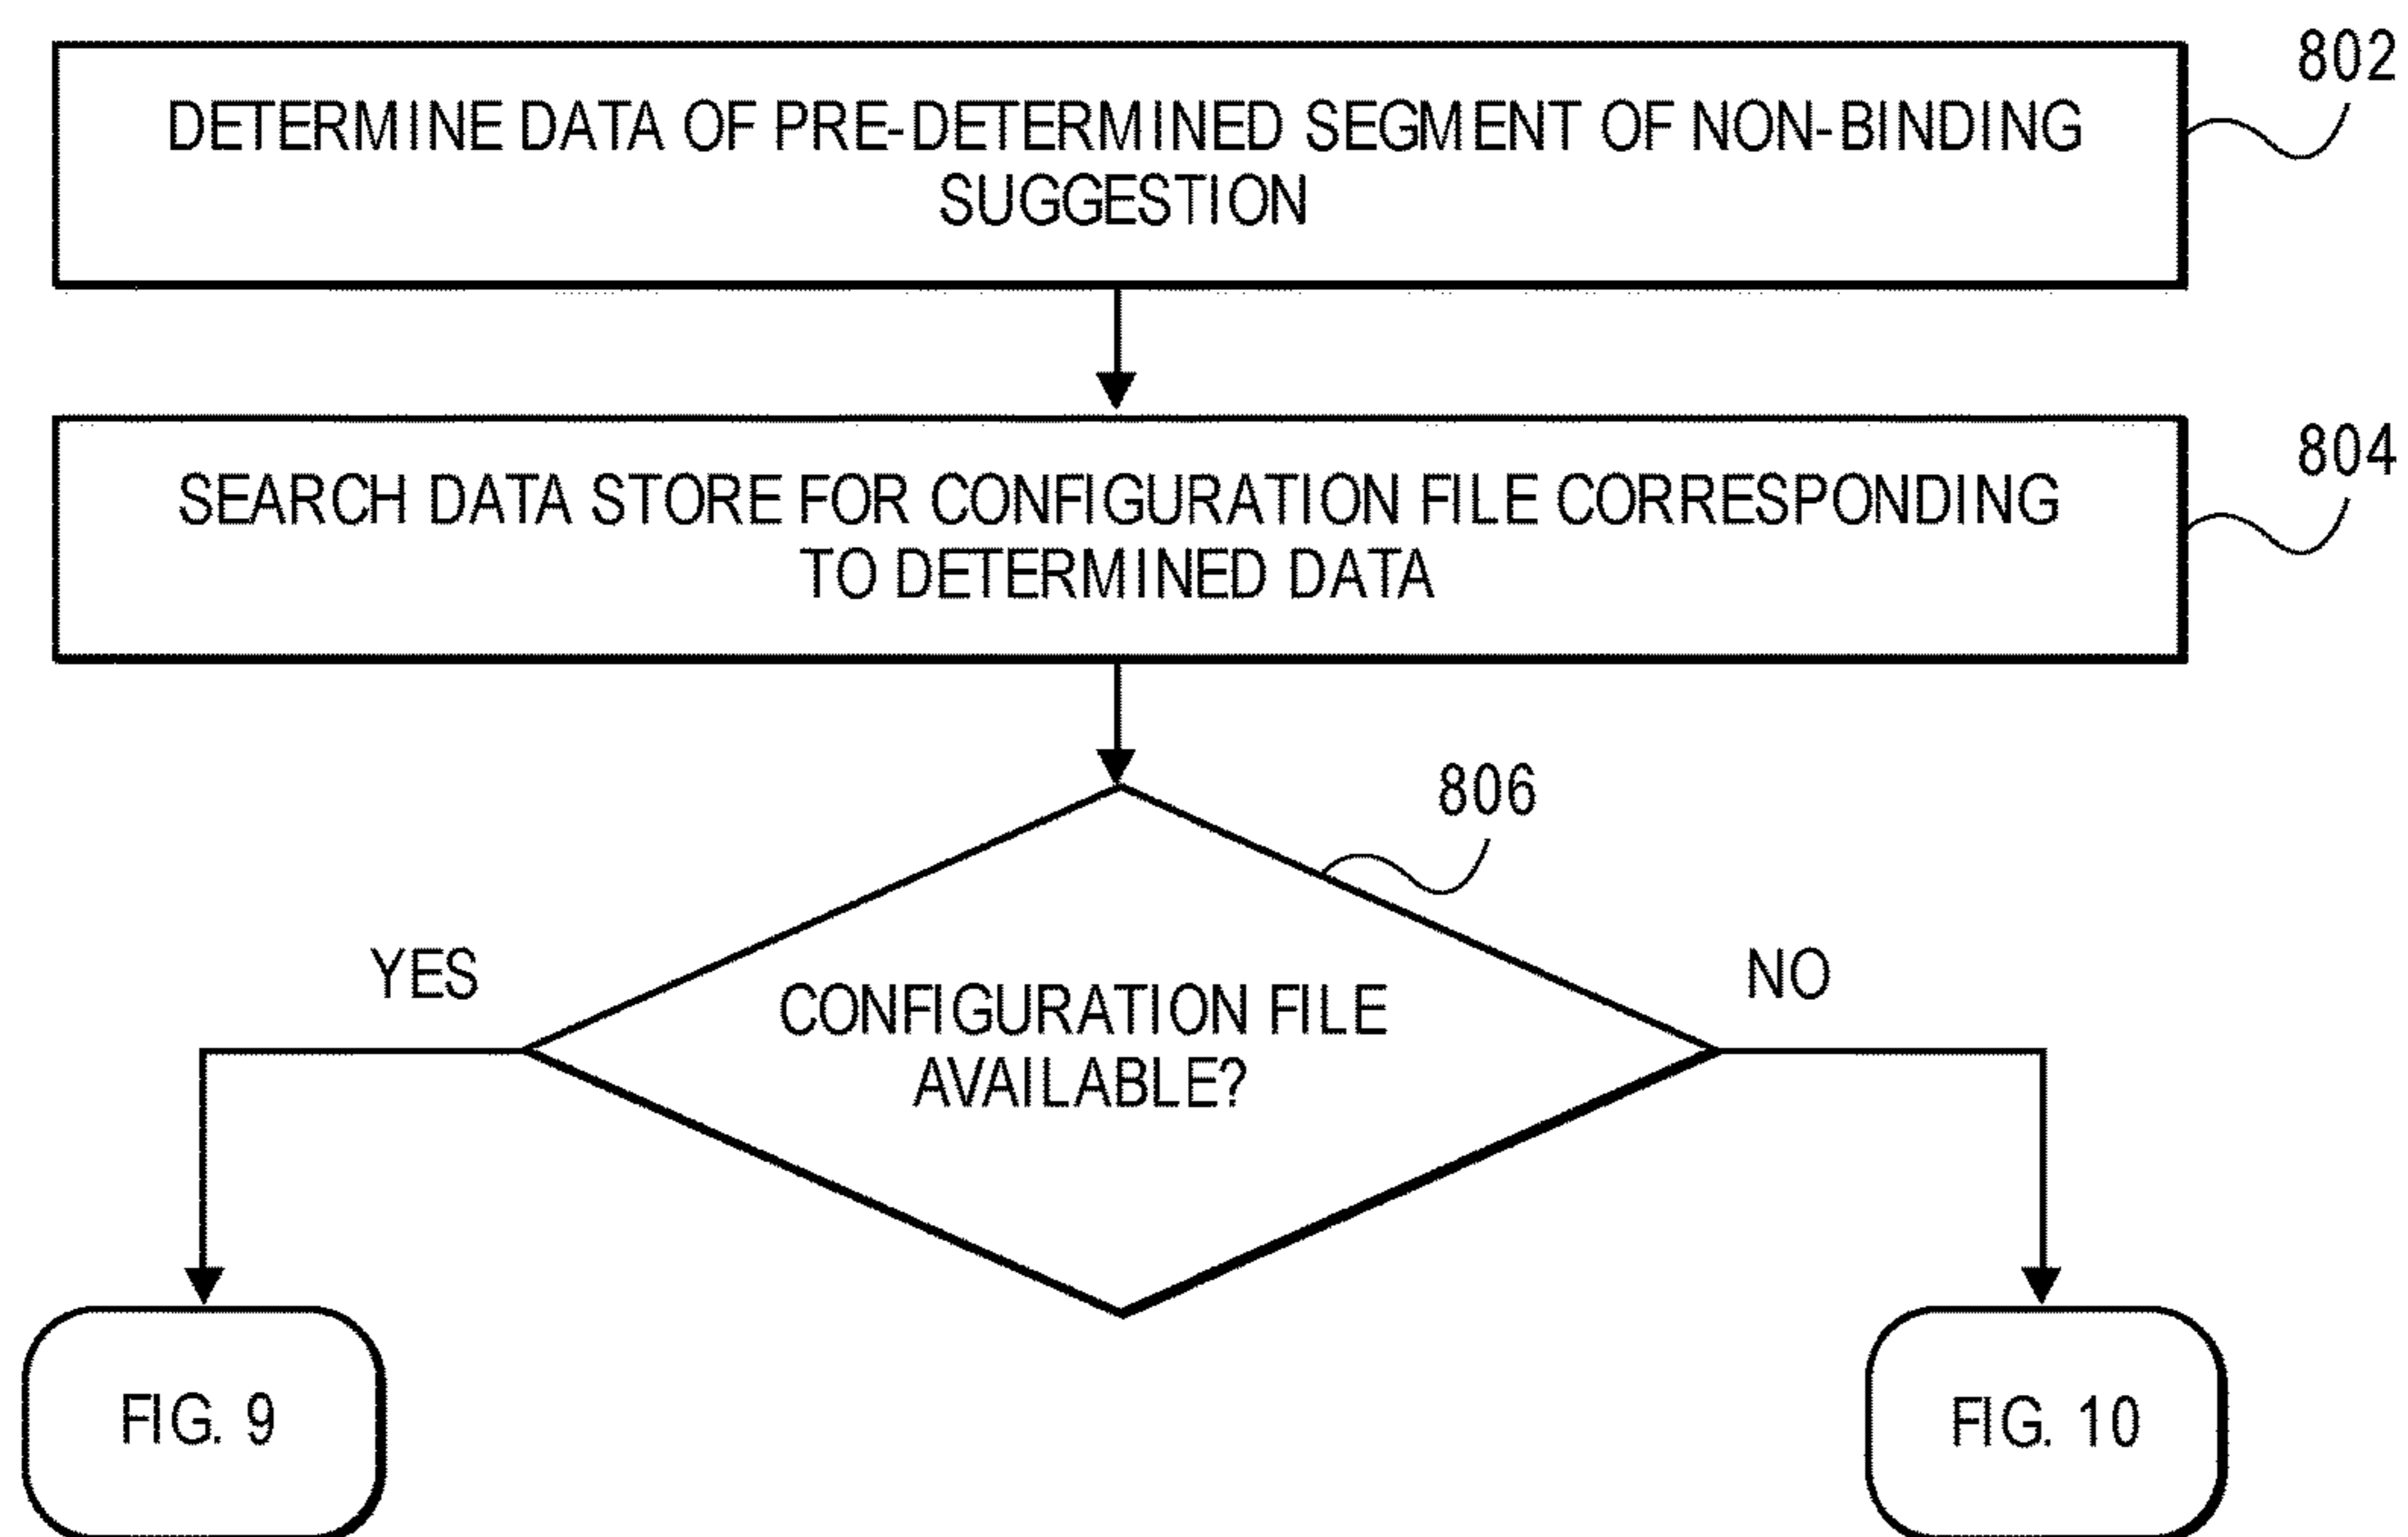 802
DETERMINE DATA OF PRE-DETERMINED SEGMENT OF NON-BINDING
SUGGESTION
804
SEARCH DATA STORE FOR CONFIGURATION FILE CORRESPONDING
TO DETERMINED DATA
806
YES
NO
CONFIGURATION FILE
AVAILABLE?
FIG. 9
FIG. 10